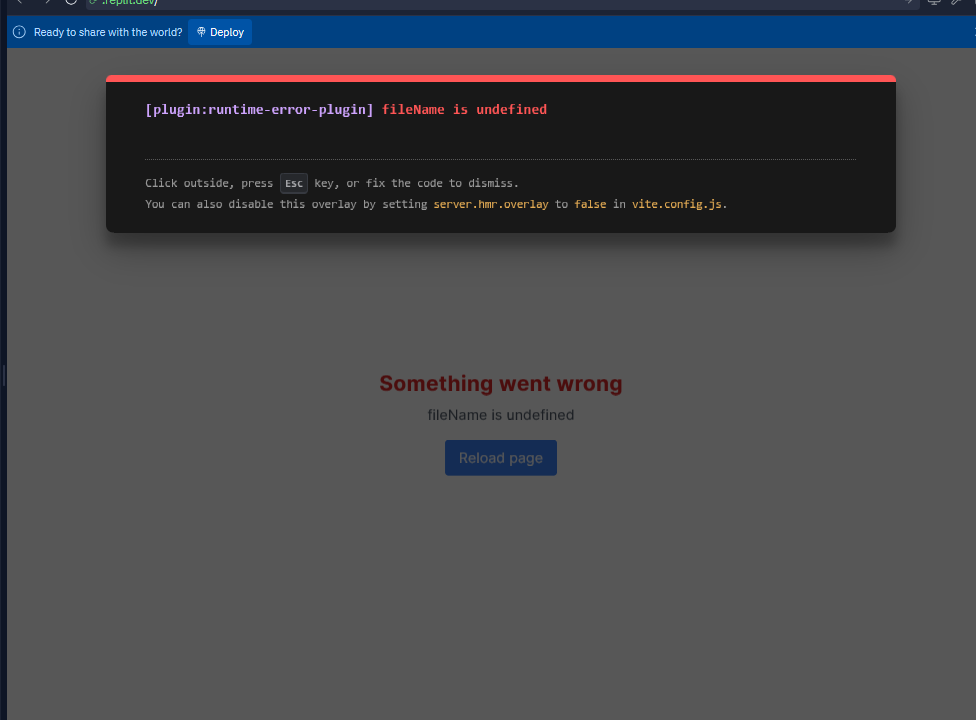 .replit.dev/
Ready to share with the world? Deploy
[plugin:runtime-error-plugin] fileName is undefined
Click outside, press Esc key, or fix the code to dismiss.
You can also disable this overlay by setting server.hmr.overlay to false in vite.config.js.
Something went wrong
fileName is undefined
Reload page